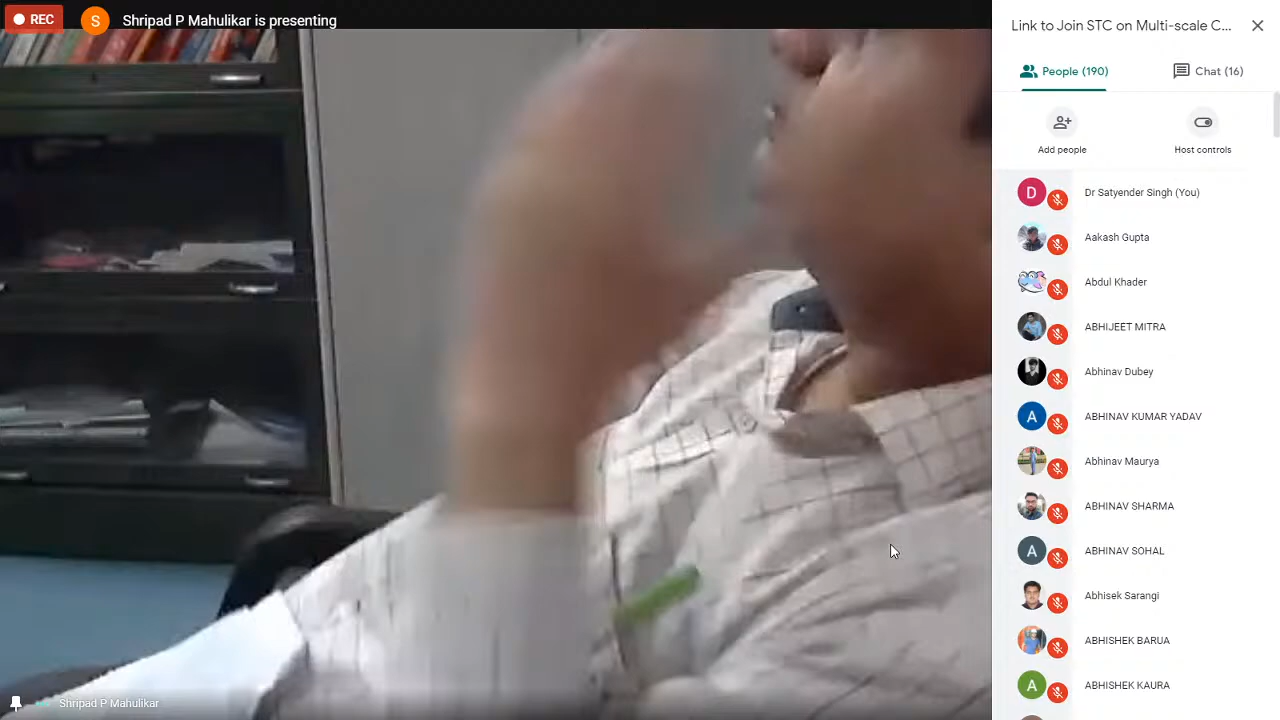 REC
S
Shripad P Mahulikar is presenting
Link to Join STC on Multi-scale C...
People (190)
Chat (16)
Add people
Host controls
D
Dr Satyender Singh (You)
Aakash Gupta
Abdul Khader
ABHIJEET MITRA
Abhinav Dubey
A
ABHINAV KUMAR YADAV
Abhinav Maurya
ABHINAV SHARMA
A
ABHINAV SOHAL
Abhisek Sarangi
ABHISHEK BARUA
A
ABHISHEK KAURA
Shripad P Mahulikar